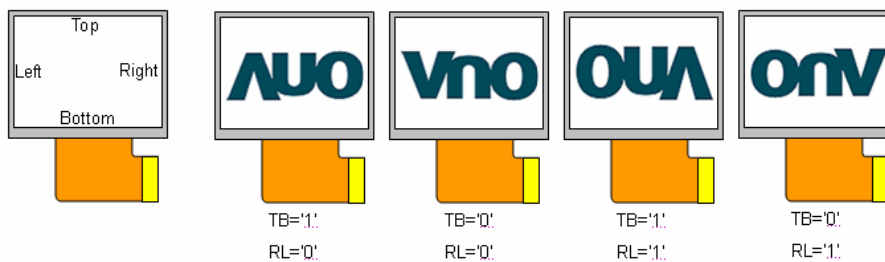 Top
Left Right
Bottom
ΛUO VnO OUΛ OnV
TB='1'. TB='0'. TB='1'. TB='0'.
RL='0'. RL='0'. RL='1'. RL='1'.